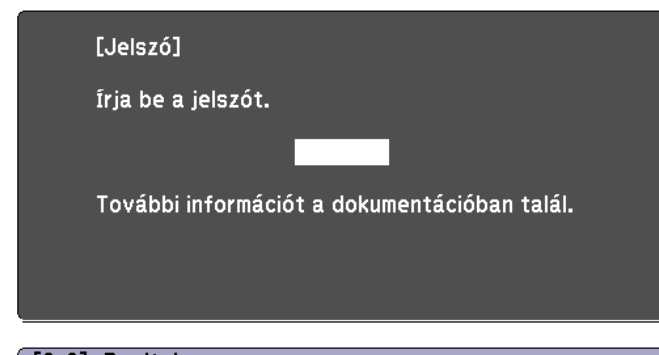 [Jelszó]
Írja be a jelszót.
További információt a dokumentációban talál.